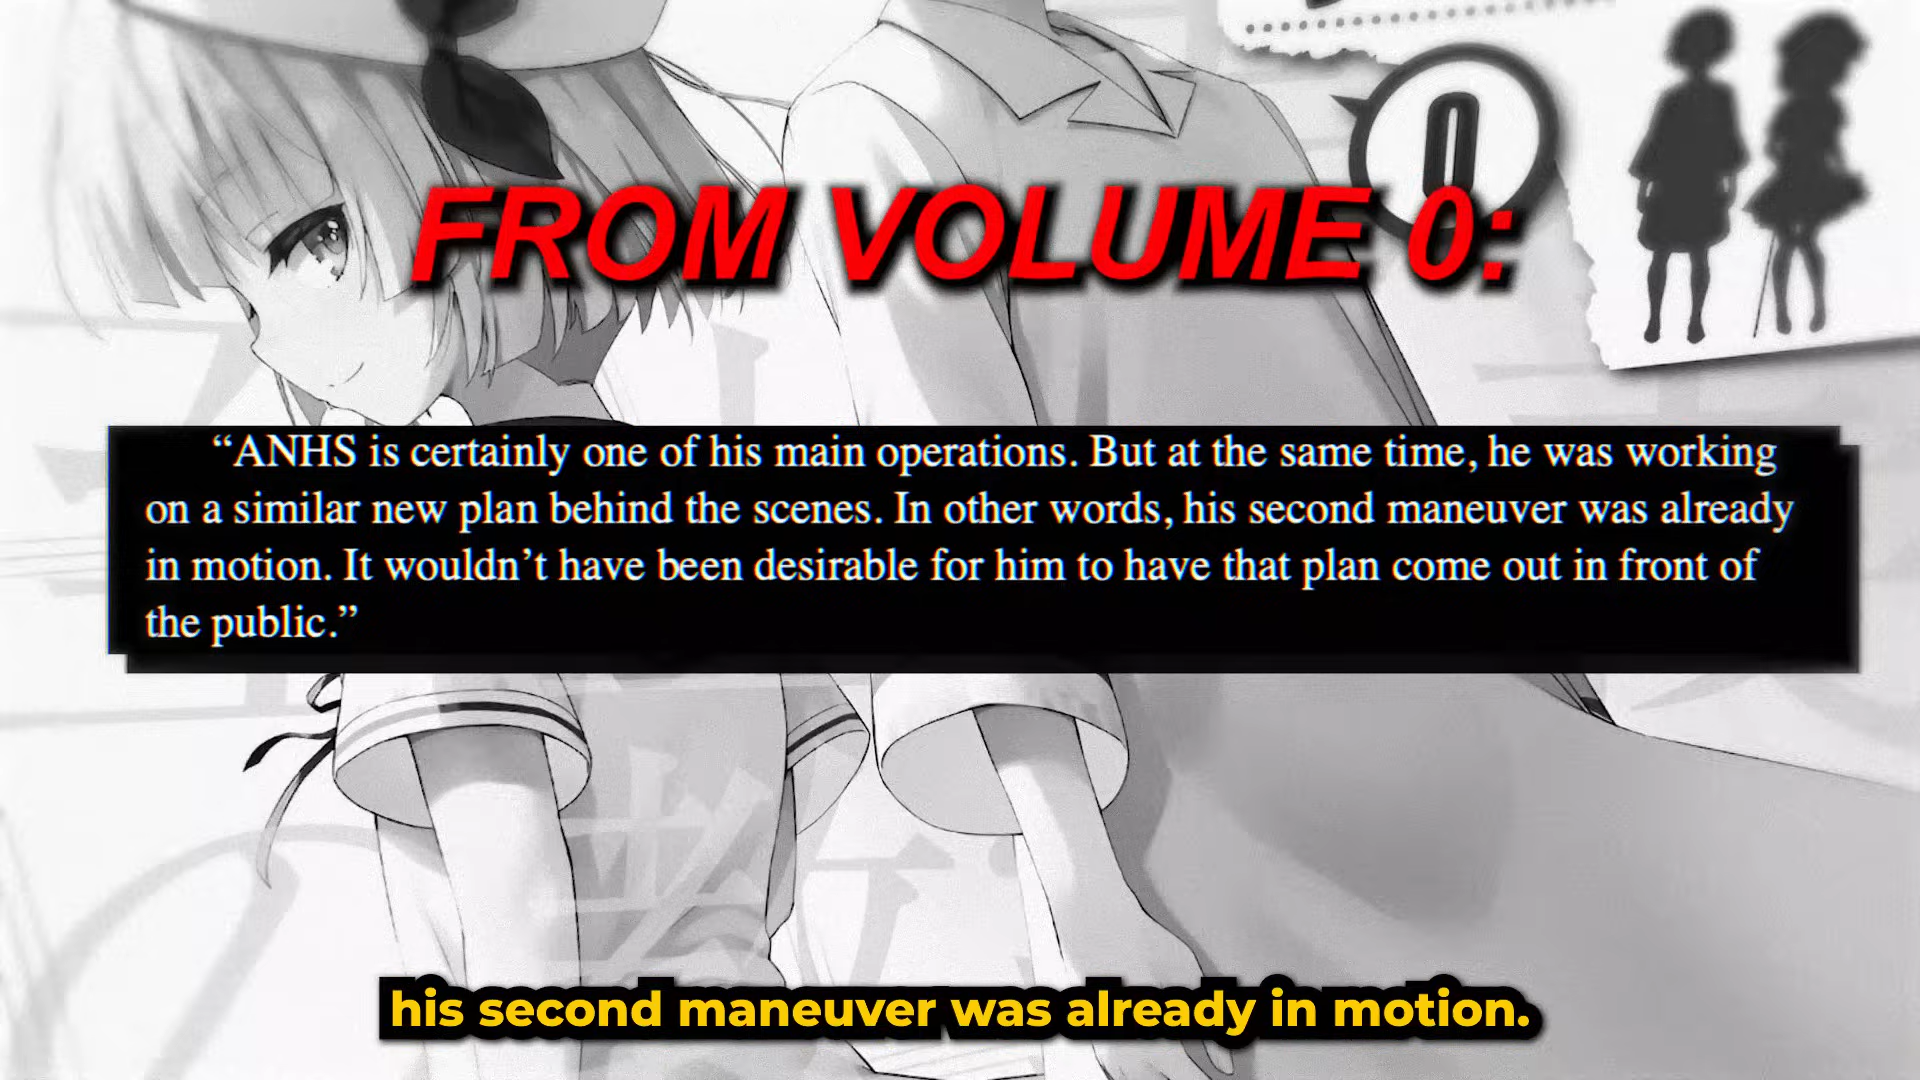 0
FROM VOLUME 0:
“ANHS is certainly one of his main operations. But at the same time, he was working
on a similar new plan behind the scenes. In other words, his second maneuver was already
in motion. It wouldn’t have been desirable for him to have that plan come out in front of
the public.”
his second maneuver was already in motion.